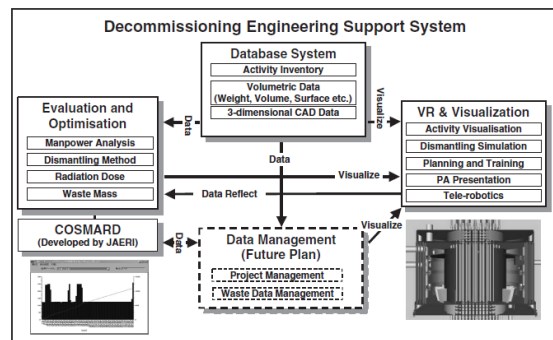 Decommissioning Engineering Support System
Database System
Activity Inventory
Volumetric Data
(Weight, Volume, Surface etc.)
3-dimensional CAD Data
Evaluation and
Optimisation
Manpower Analysis
Dismantling Method
Radiation Dose
Waste Mass
Data
Visualize
VR & Visualization
Activity Visualisation
Dismantling Simulation
Planning and Training
PA Presentation
Tele-robotics
Data
Visualize
Data Reflect
COSMARD
(Developed by JAERI)
Data
Data Management
(Future Plan)
Project Management
Waste Data Management
Visualize